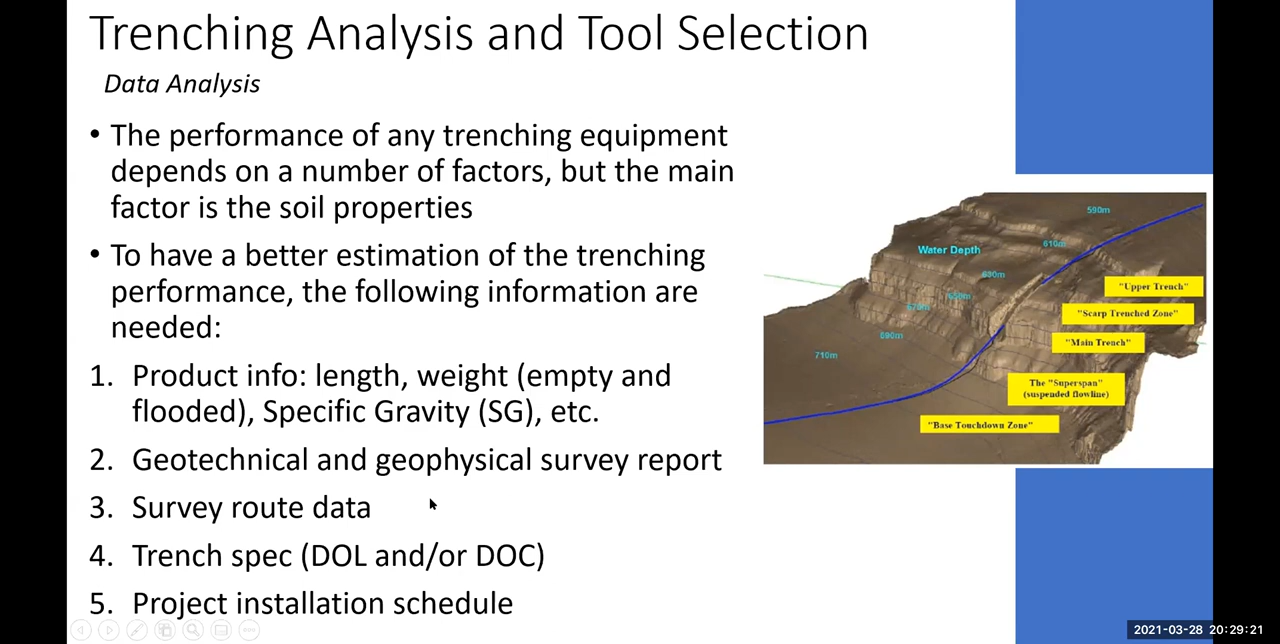 Trenching Analysis and Tool Selection
Data Analysis
• The performance of any trenching equipment
depends on a number of factors, but the main
factor is the soil properties
• To have a better estimation of the trenching
performance, the following information are
needed:
1. Product info: length, weight (empty and
flooded), Specific Gravity (SG), etc.
2. Geotechnical and geophysical survey report
3. Survey route data
4. Trench spec (DOL and/or DOC)
5. Project installation schedule
590m
Water Depth
610m
630m
650m
670m
690m
710m
"Upper Trench"
"Scarp Trenched Zone"
"Main Trench"
The "Superspan"
(suspended flowline)
"Base Touchdown Zone"
2021-03-28 20:29:21